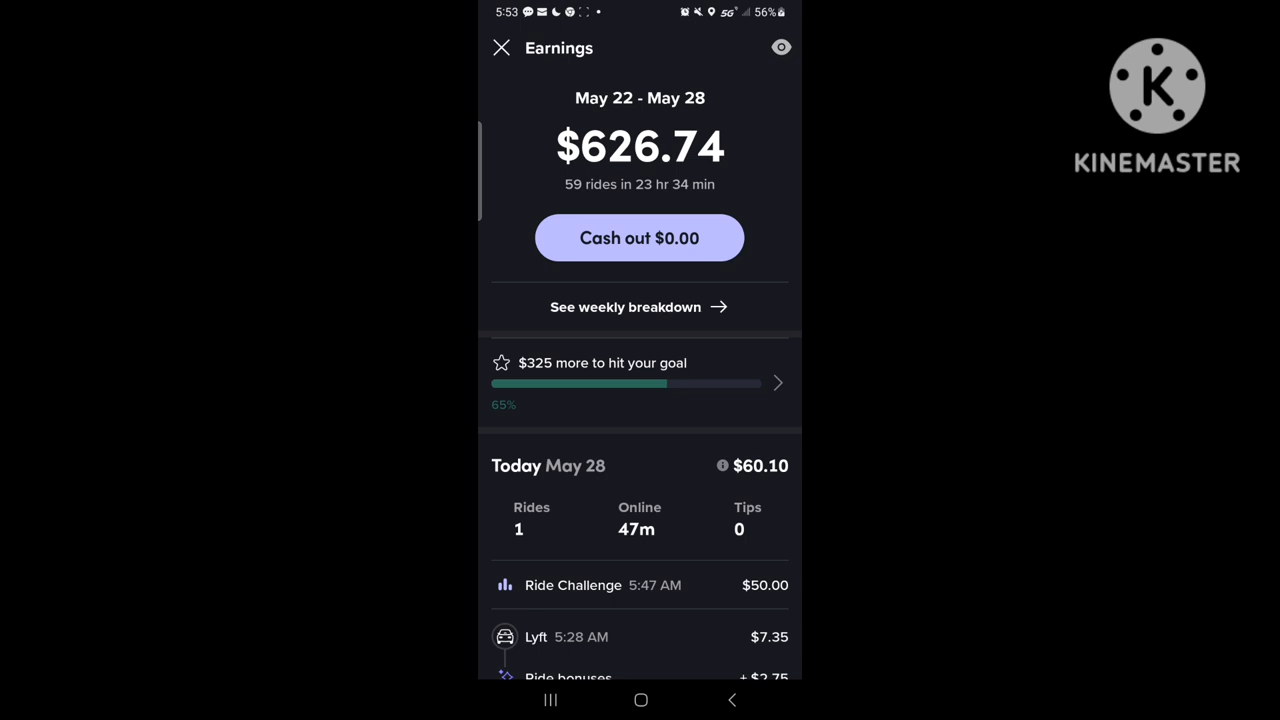 5:53
5G 56%
Earnings
KINEMASTER
May 22 - May 28
$626.74
59 rides in 23 hr 34 min
Cash out $0.00
See weekly breakdown
$325 more to hit your goal
65%
Today May 28 $60.10
Rides Online Tips
1 47m 0
Ride Challenge 5:47 AM $50.00
Lyft 5:28 AM $7.35
Ride bonuses + $2.75